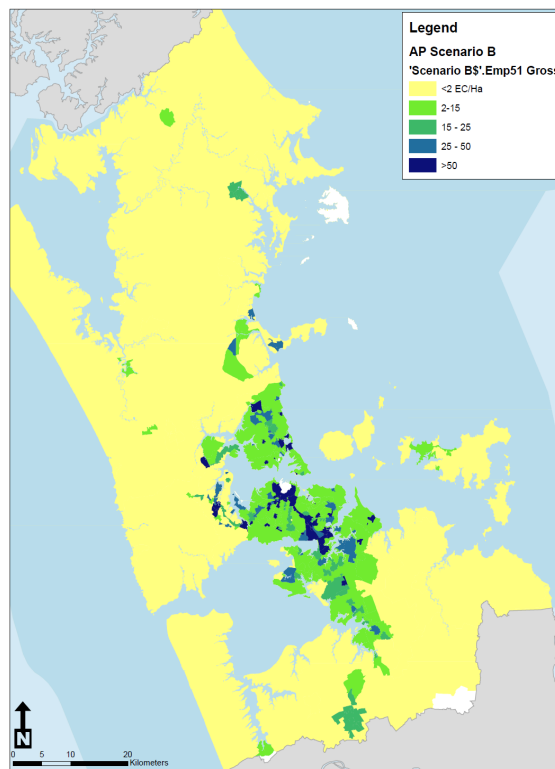 Legend
AP Scenario B
'Scenario B$'.Emp51 Gross
<2 EC/Ha
2-15
15 - 25
25 - 50
>50
N
0 5 10 20
Kilometers